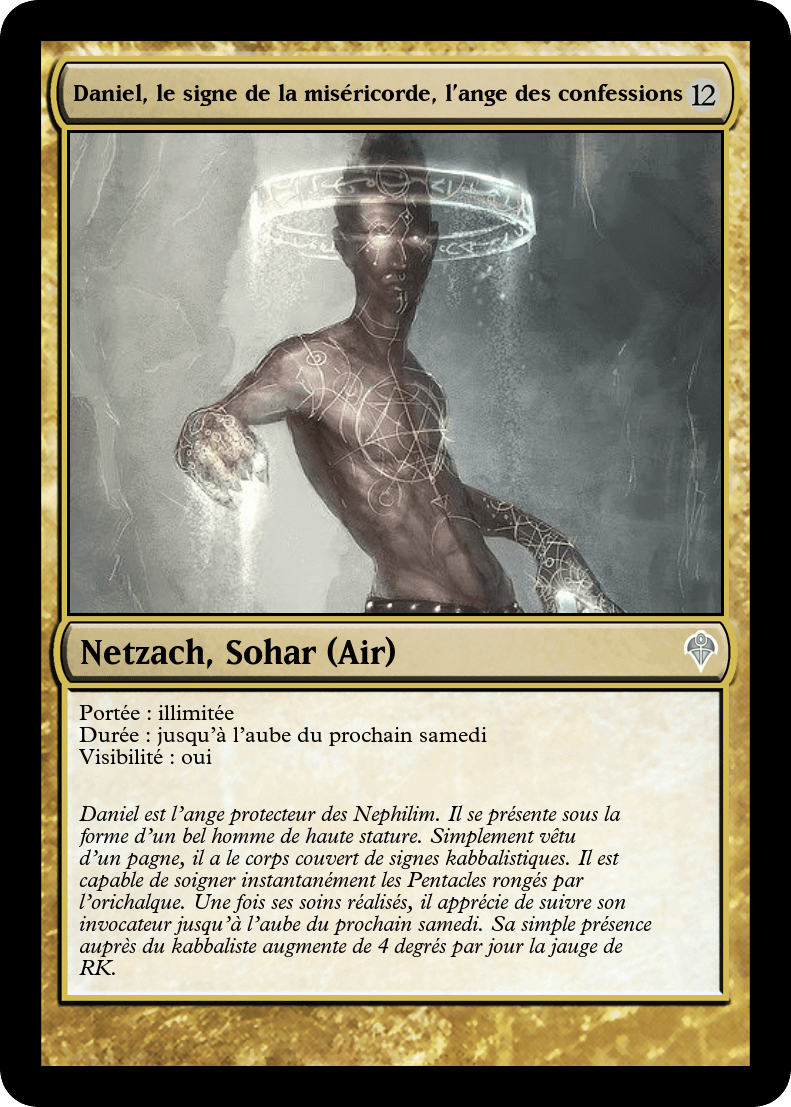 Daniel, le signe de la miséricorde, l'ange des confessions 12
Netzach, Sohar (Air)
Portée : illimitée
Durée : jusqu'à l'aube du prochain samedi
Visibilité : oui
Daniel est l'ange protecteur des Nephilim. Il se présente sous la
forme d'un bel homme de haute stature. Simplement vêtu
d'un pagne, il a le corps couvert de signes kabbalistiques. Il est
capable de soigner instantanément les Pentacles rongés par
l'orichalque. Une fois ses soins réalisés, il apprécie de suivre son
invocateur jusqu'à l'aube du prochain samedi. Sa simple présence
auprès du kabbaliste augmente de 4 degrés par jour la jauge de
RK.